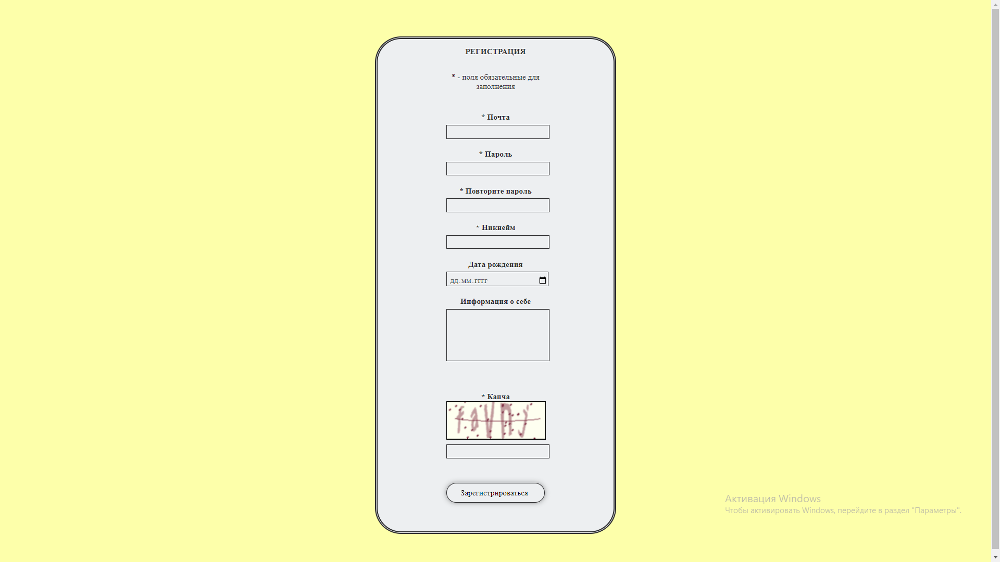 РЕГИСТРАЦИЯ
* - поля обязательные для
заполнения
* Почта
* Пароль
* Повторите пароль
* Никнейм
Дата рождения
дд.мм.гггг
Информация о себе
* Капча
Зарегистрироваться
Активация Windows
Чтобы активировать Windows, перейдите в раздел "Параметры".